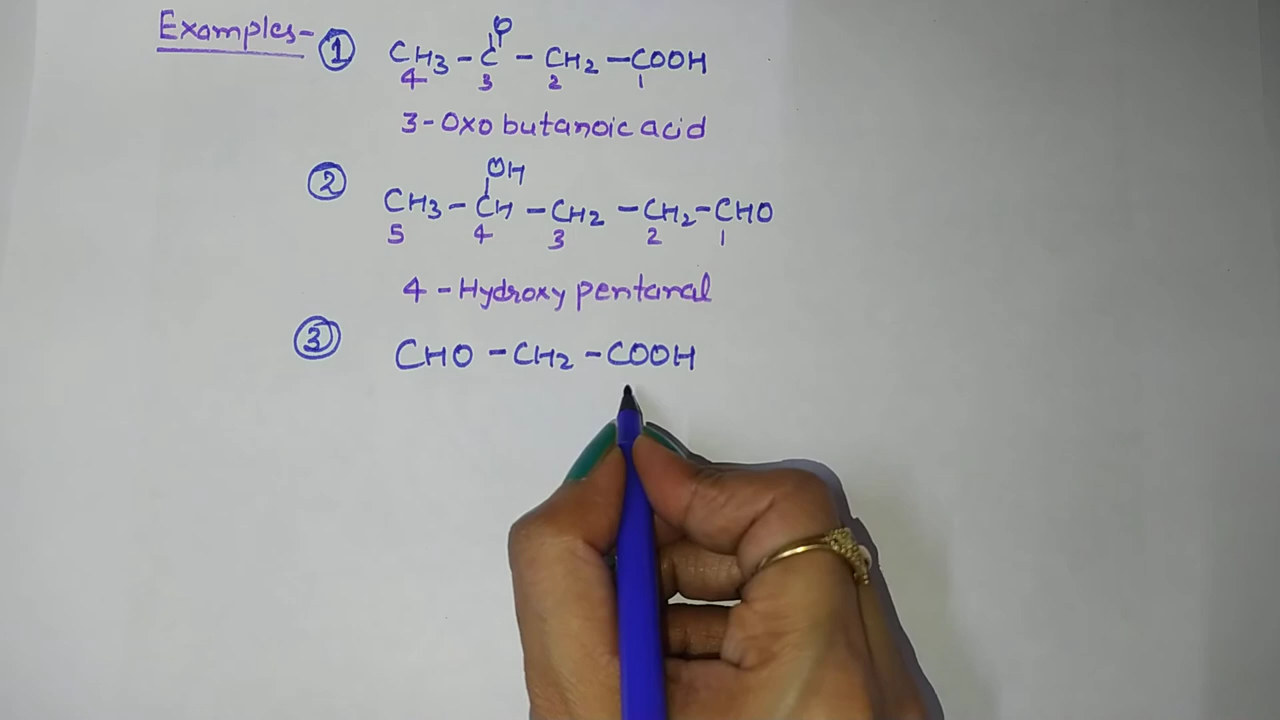 Examples- ① O
CH3 - C - CH2 - COOH
4 3 2 1
3-Oxo butanoic acid
② OH
CH3 - CH - CH2 - CH2 - CHO
5 4 3 2 1
4-Hydroxy pentanal
③ CHO - CH2 - COOH